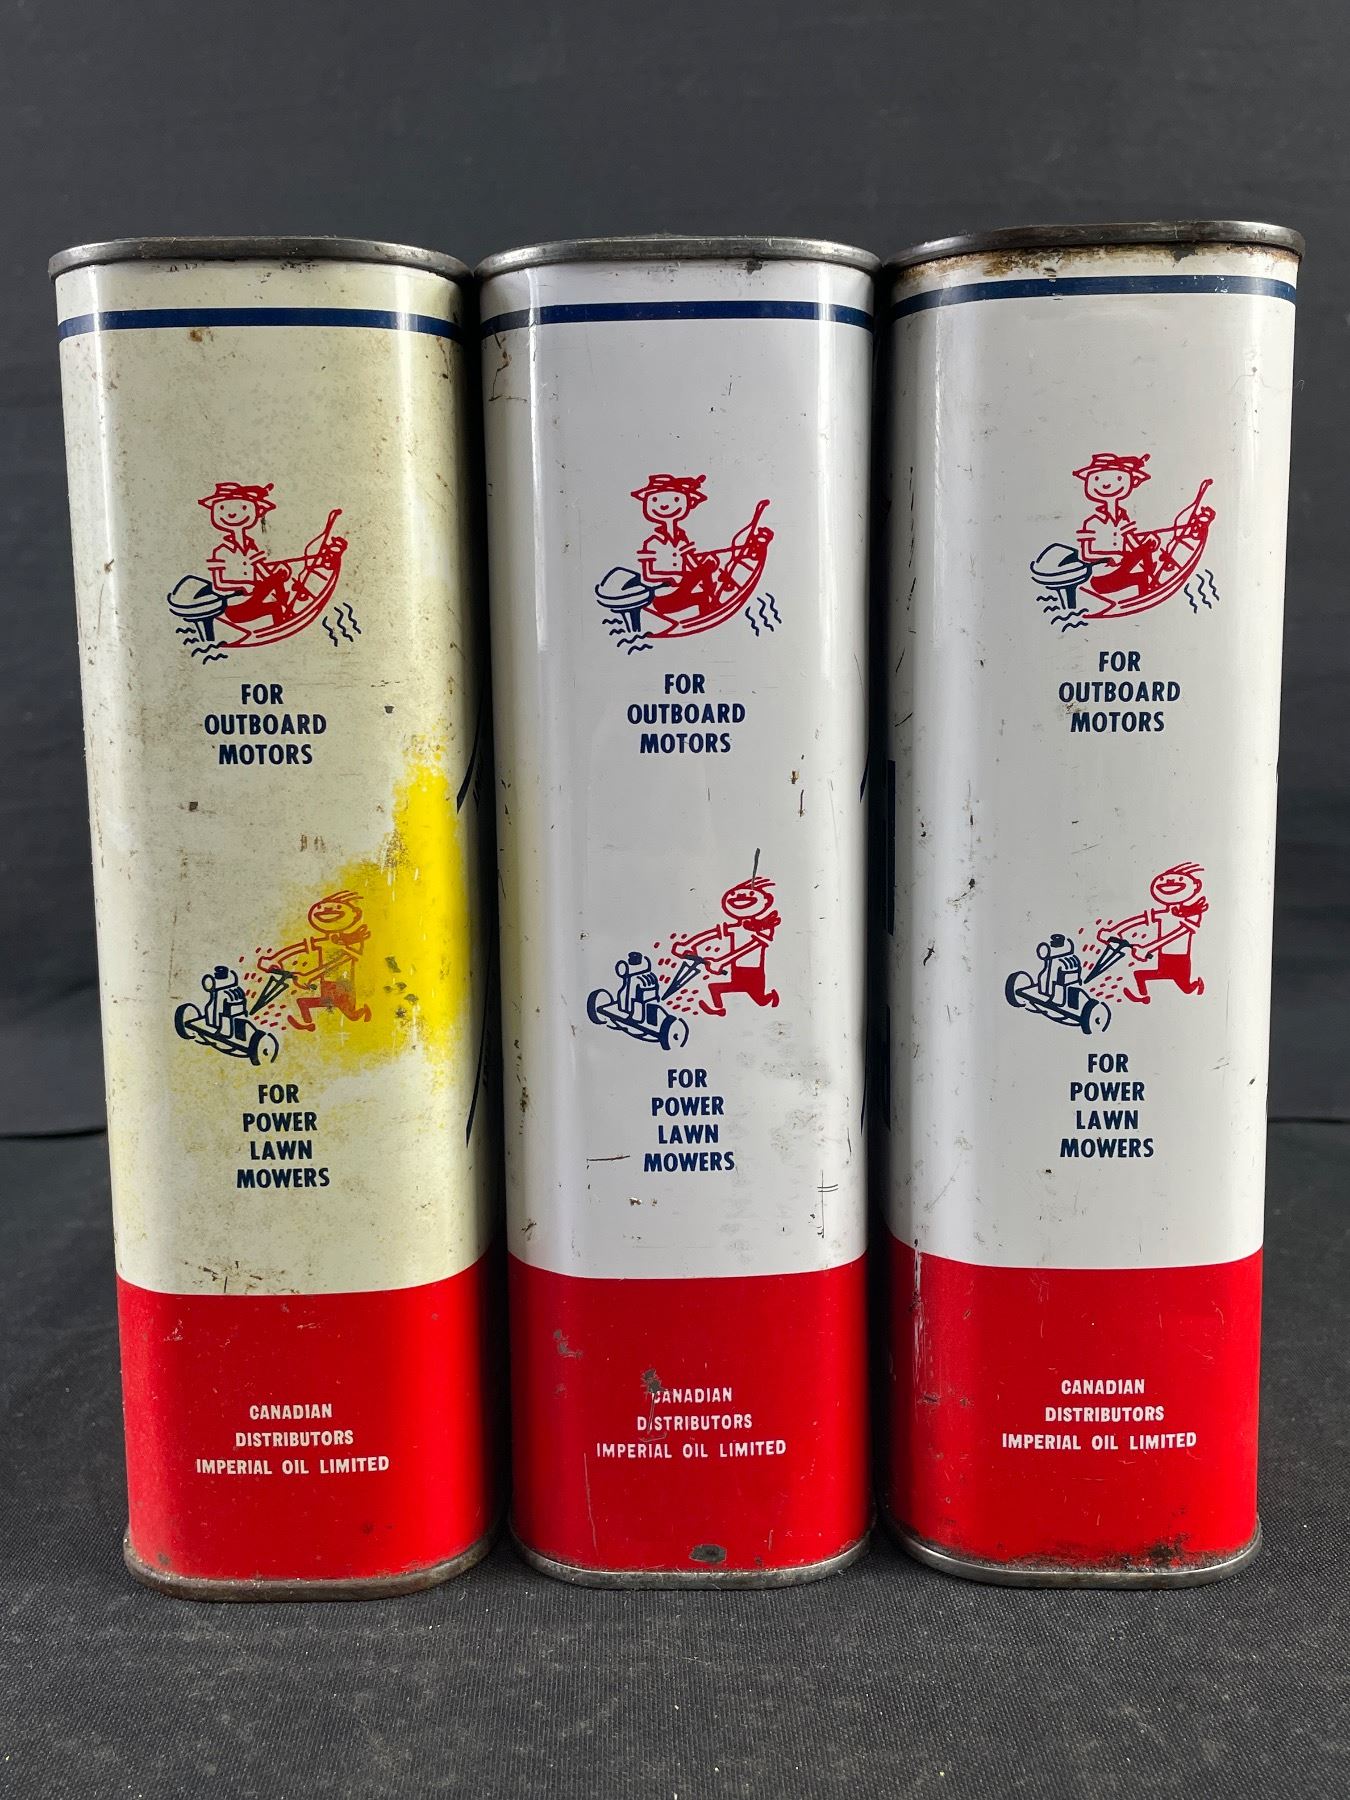 FOR
OUTBOARD
MOTORS
FOR
POWER
LAWN
MOWERS
CANADIAN
DISTRIBUTORS
IMPERIAL OIL LIMITED
FOR
OUTBOARD
MOTORS
FOR
POWER
LAWN
MOWERS
CANADIAN
DISTRIBUTORS
IMPERIAL OIL LIMITED
FOR
OUTBOARD
MOTORS
FOR
POWER
LAWN
MOWERS
CANADIAN
DISTRIBUTORS
IMPERIAL OIL LIMITED